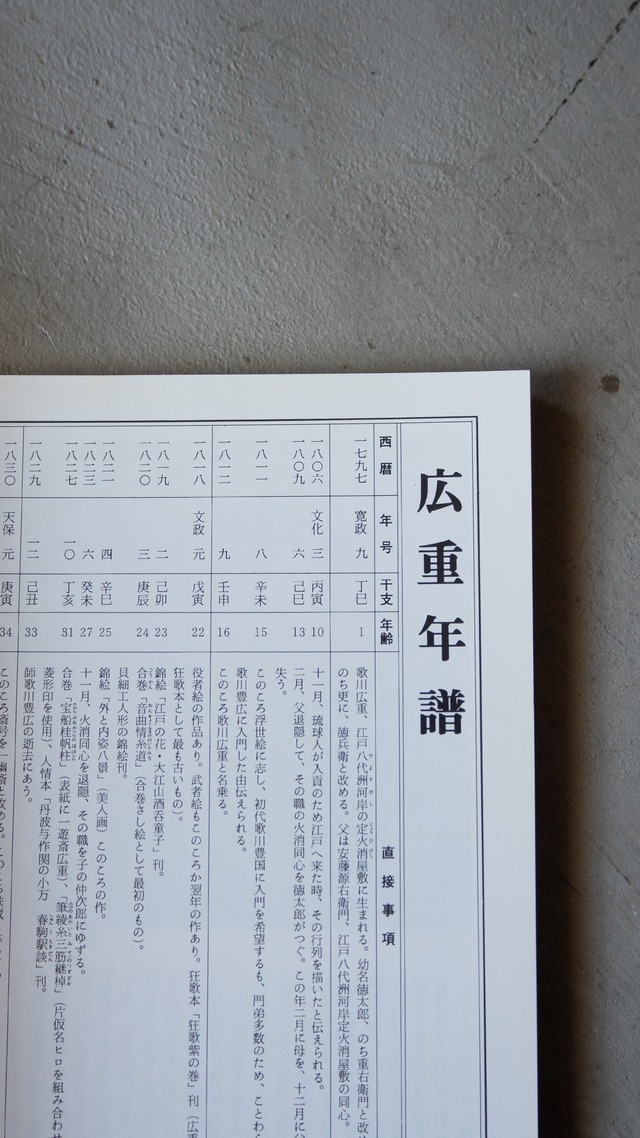 広重年譜
西暦 年号 干支 年齢 直接事項
一七九七 寛政 九 丁巳 1 歌川広重、江戸八代洲河岸の定火消屋敷に生まれる。幼名徳太郎、のち重右衛門と改め
のち更に、徳兵衛と改める。父は安藤源右衛門、江戸八代洲河岸定火消屋敷の同心。
一八〇六 文化 三 丙寅 10 十一月、琉球人が入貢のため江戸へ来た時、その行列を描いたと伝えられる。
一八〇九 六 己巳 13 二月、父退隠して、その職の火消同心を徳太郎がつぐ。この年二月に母を、十二月に
失う。
一八一一 八 辛未 15 このころ浮世絵に志し、初代歌川豊国に入門を希望するも、門弟多数のため、ことわら
歌川豊広に入門した由伝えられる。
一八一二 九 壬申 16 このころ歌川広重と名乗る。
一八一八 文政 元 戊寅 22 役者絵の作品あり。武者絵もこのころか翌年の作あり。狂歌本「狂歌紫の巻」刊（広重
狂歌本として最も古いもの）。
一八一九 二 己卯 23 錦絵「江戸の花・大江山酒呑童子」刊。
一八二〇 三 庚辰 24 合巻「音曲情糸道」（合巻さし絵として最初のもの）。
貝細工人形の錦絵刊。
一八二一 四 辛巳 25 錦絵「外と内姿八景」（美人画）このころの作。
一八二三 六 癸未 27 十一月、火消同心を退隠、その職を子の仲次郎にゆずる。
一八二七 一〇 丁亥 31 合巻「宝船桂帆柱」（表紙に一遊斎広重）、「筆綾糸三筋継棹」（片仮名ヒロを組み合わせ
菱形印を使用）、人情本「丹波与作関の小万 春駒駅談」刊。
一八二九 一二 己丑 33 師歌川豊広の逝去にあう。
一八三〇 天保 元 庚寅 34 このころ斎号を一幽斎と改める。